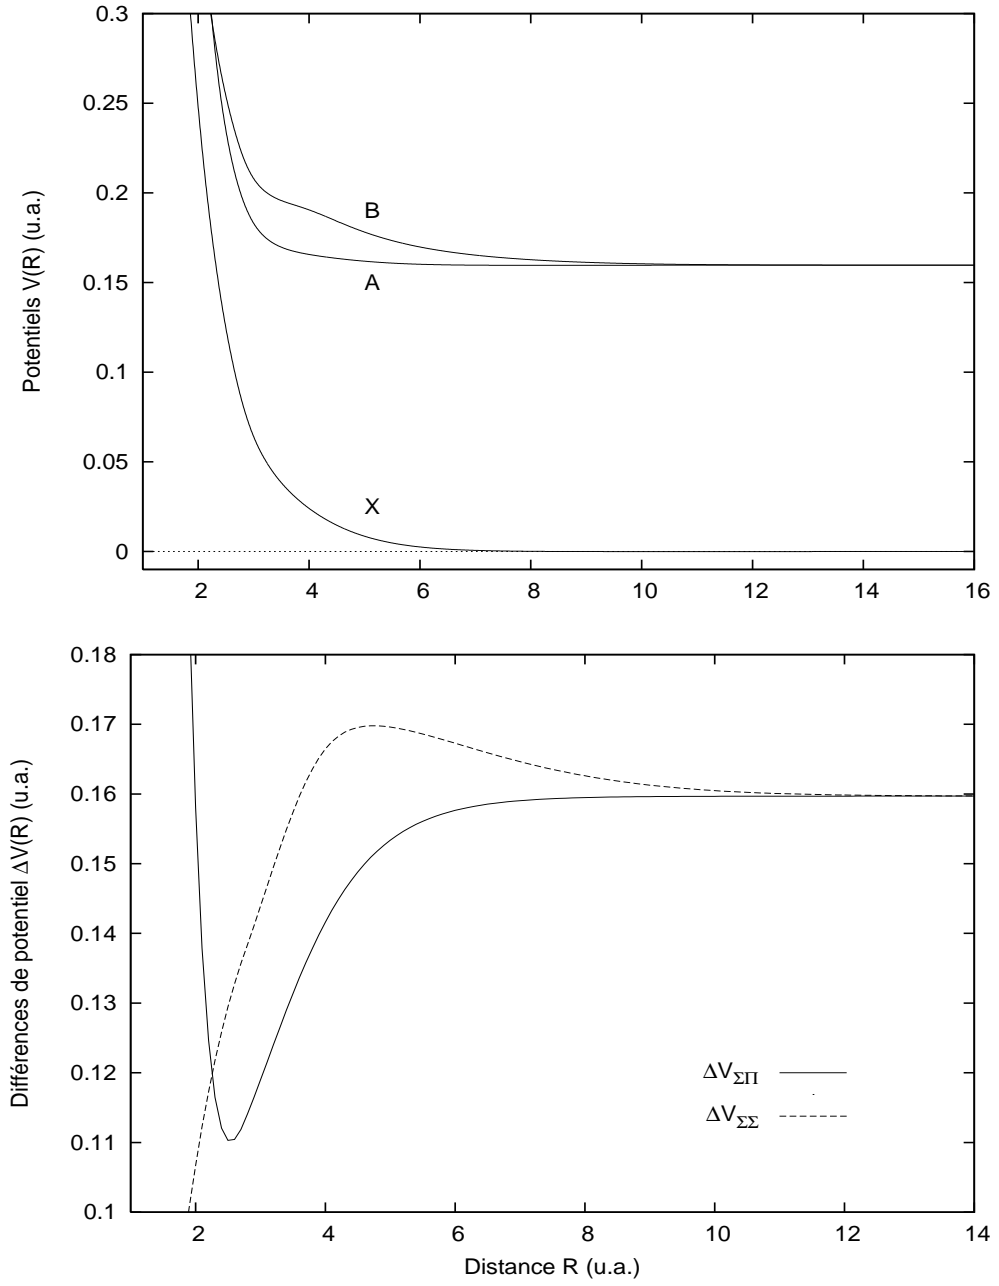 0.3
0.25
0.2
0.15
0.1
0.05
0
Potentiels V(R) (u.a.)
B
A
X
2 4 6 8 10 12 14 16
0.18
0.17
0.16
0.15
0.14
0.13
0.12
0.11
0.1
Différences de potentiel ΔV(R) (u.a.)
ΔV_ΣΠ
ΔV_ΣΣ
2 4 6 8 10 12 14
Distance R (u.a.)